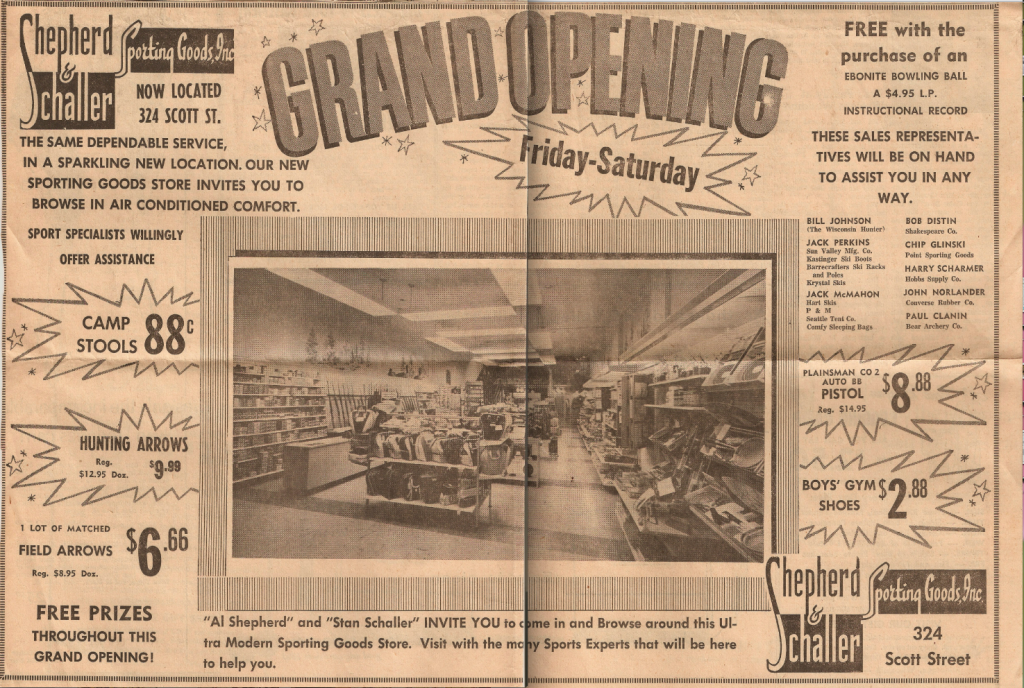 Shepherd & Schaller Sporting Goods, Inc
NOW LOCATED
324 SCOTT ST.
THE SAME DEPENDABLE SERVICE,
IN A SPARKLING NEW LOCATION. OUR NEW
SPORTING GOODS STORE INVITES YOU TO
BROWSE IN AIR CONDITIONED COMFORT.
SPORT SPECIALISTS WILLINGLY
OFFER ASSISTANCE
CAMP
STOOLS 88c
HUNTING ARROWS
Reg.
$12.95 Doz. $9.99
1 LOT OF MATCHED
FIELD ARROWS $6.66
Reg. $8.95 Doz.
FREE PRIZES
THROUGHOUT THIS
GRAND OPENING!
GRAND OPENING
Friday-Saturday
"Al Shepherd" and "Stan Schaller" INVITE YOU to come in and Browse around this Ul-
tra Modern Sporting Goods Store. Visit with the many Sports Experts that will be here
to help you.
FREE with the
purchase of an
EBONITE BOWLING BALL
A $4.95 L.P.
INSTRUCTIONAL RECORD
THESE SALES REPRESENTA-
TIVES WILL BE ON HAND
TO ASSIST YOU IN ANY
WAY.
BILL JOHNSON
(The Wisconsin Hunter)
JACK PERKINS
Sun Valley Mfg. Co.
Kastinger Ski Boots
Barrecrafters Ski Racks
and Poles
Krystal Skis
JACK McMAHON
Hart Skis
P & M
Seattle Tent Co.
Comfy Sleeping Bags
BOB DISTIN
Shakespeare Co.
CHIP GLINSKI
Point Sporting Goods
HARRY SCHARMER
Hobbs Supply Co.
JOHN NORLANDER
Converse Rubber Co.
PAUL CLANIN
Bear Archery Co.
PLAINSMAN CO2
AUTO BB
PISTOL $8.88
Reg. $14.95
BOYS' GYM
SHOES $2.88
Shepherd & Schaller Sporting Goods, Inc.
324
Scott Street